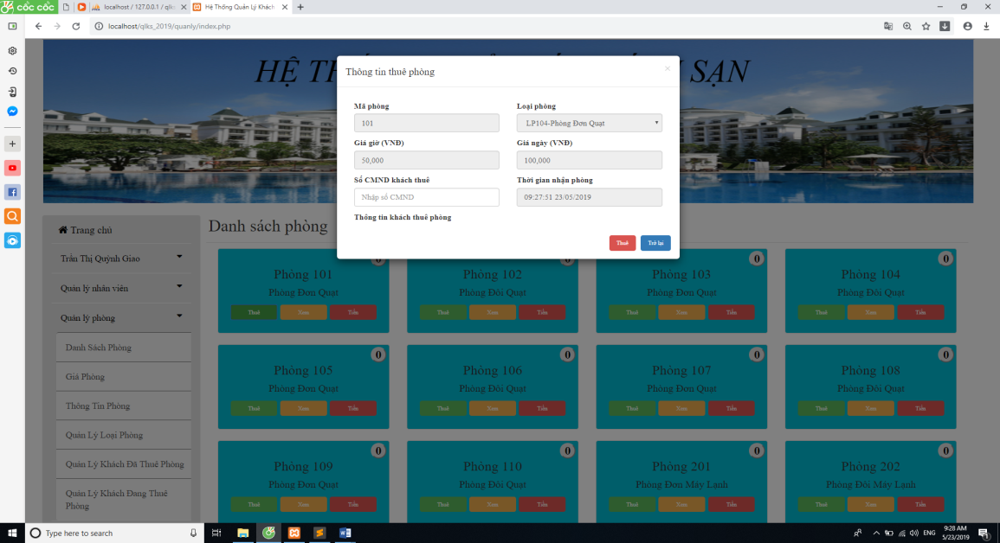 cốc cốc
localhost / 127.0.0.1 / qlks
Hệ Thống Quản Lý Khách
localhost/qlks_2019/quanly/index.php
HỆ TH
SẠN
Thông tin thuê phòng
×
Mã phòng
Loại phòng
101
LP104-Phòng Đơn Quạt
Giá giờ (VNĐ)
Giá ngày (VNĐ)
50,000
100,000
Số CMND khách thuê
Thời gian nhận phòng
Nhập số CMND
09:27:51 23/05/2019
Thông tin khách thuê phòng
Thuê
Trở lại
Trang chủ
Trần Thị Quỳnh Giao
Quản lý nhân viên
Quản lý phòng
Danh Sách Phòng
Giá Phòng
Thông Tin Phòng
Quản Lý Loại Phòng
Quản Lý Khách Đã Thuê Phòng
Quản Lý Khách Đang Thuê
Phòng
Danh sách phòng
0 0 0 0
Phòng 101 Phòng 102 Phòng 103 Phòng 104
Phòng Đơn Quạt Phòng Đôi Quạt Phòng Đơn Quạt Phòng Đôi Quạt
Thuê Xem Tiền Thuê Xem Tiền Thuê Xem Tiền Thuê Xem Tiền
0 0 0 0
Phòng 105 Phòng 106 Phòng 107 Phòng 108
Phòng Đơn Quạt Phòng Đôi Quạt Phòng Đơn Quạt Phòng Đôi Quạt
Thuê Xem Tiền Thuê Xem Tiền Thuê Xem Tiền Thuê Xem Tiền
0 0 0 0
Phòng 109 Phòng 110 Phòng 201 Phòng 202
Phòng Đơn Quạt Phòng Đôi Quạt Phòng Đơn Máy Lạnh Phòng Đôi Máy Lạnh
Thuê Xem Tiền Thuê Xem Tiền Thuê Xem Tiền Thuê Xem Tiền
Type here to search
ENG
9:28 AM
5/23/2019